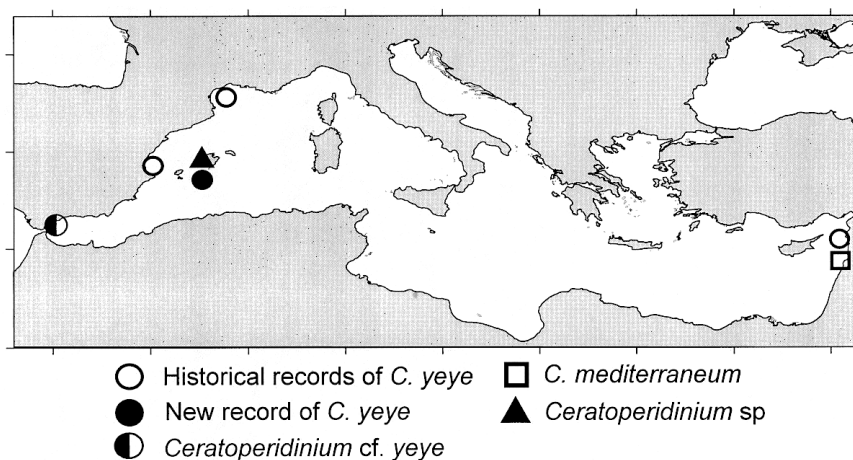 Historical records of C. yeye
C. mediterraneum
New record of C. yeye
Ceratoperidinium sp
Ceratoperidinium cf. yeye